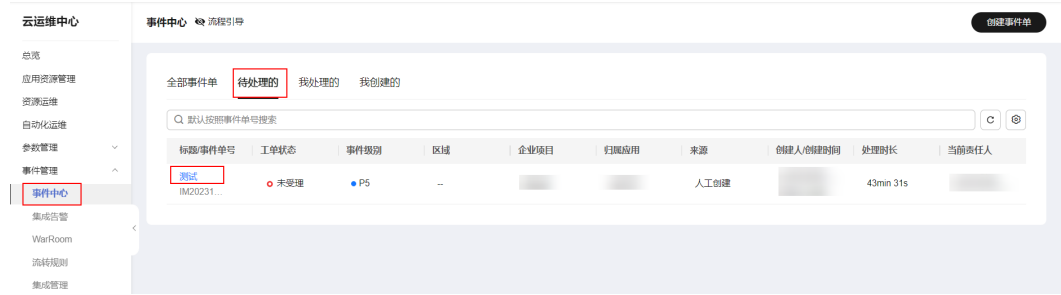 云运维中心
事件中心 流程引导
创建事件单
总览
应用资源管理
资源运维
自动化运维
参数管理
事件管理
事件中心
集成告警
WarRoom
流转规则
集成管理
全部事件单 待处理的 我处理的 我创建的
默认按照事件单号搜索
标题/事件单号 工单状态 事件级别 区域 企业项目 归属应用 来源 创建人/创建时间 处理时长 当前责任人
测试 未受理 P5 -- 人工创建 43min 31s
IM20231...